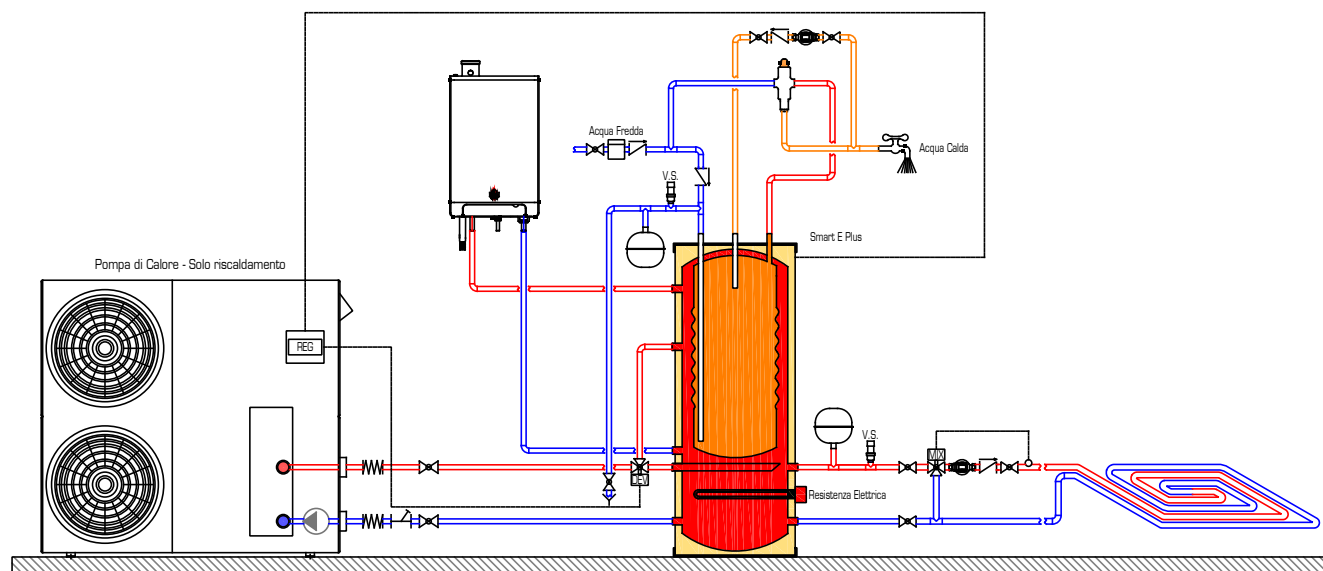 Acqua Fredda
Acqua Calda
V.S.
Smart E Plus
Pompa di Calore - Solo riscaldamento
REG
V.S.
MIX
DEV
Resistenza Elettrica